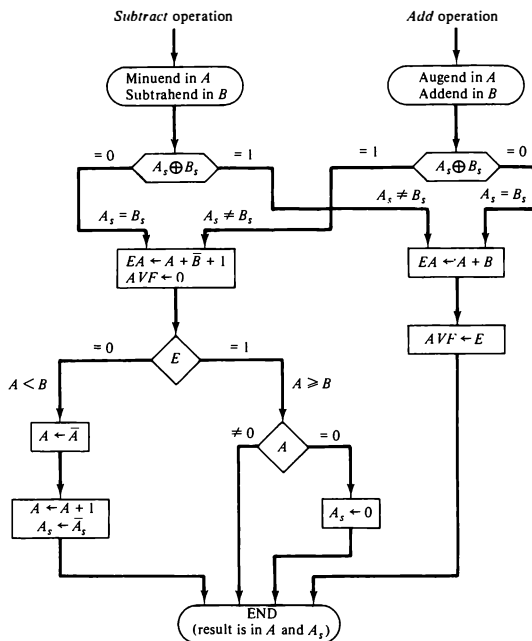 Subtract operation
Add operation
Minuend in A
Subtrahend in B
Augend in A
Addend in B
= 0
A_s ⊕ B_s
= 1
= 1
A_s ⊕ B_s
= 0
A_s = B_s
A_s ≠ B_s
A_s ≠ B_s
A_s = B_s
EA ← A + B̅ + 1
AVF ← 0
EA ← A + B
AVF ← E
= 0
E
= 1
A < B
A ≥ B
A ← A̅
≠ 0
A
= 0
A ← A + 1
A_s ← A̅_s
A_s ← 0
END
(result is in A and A_s)